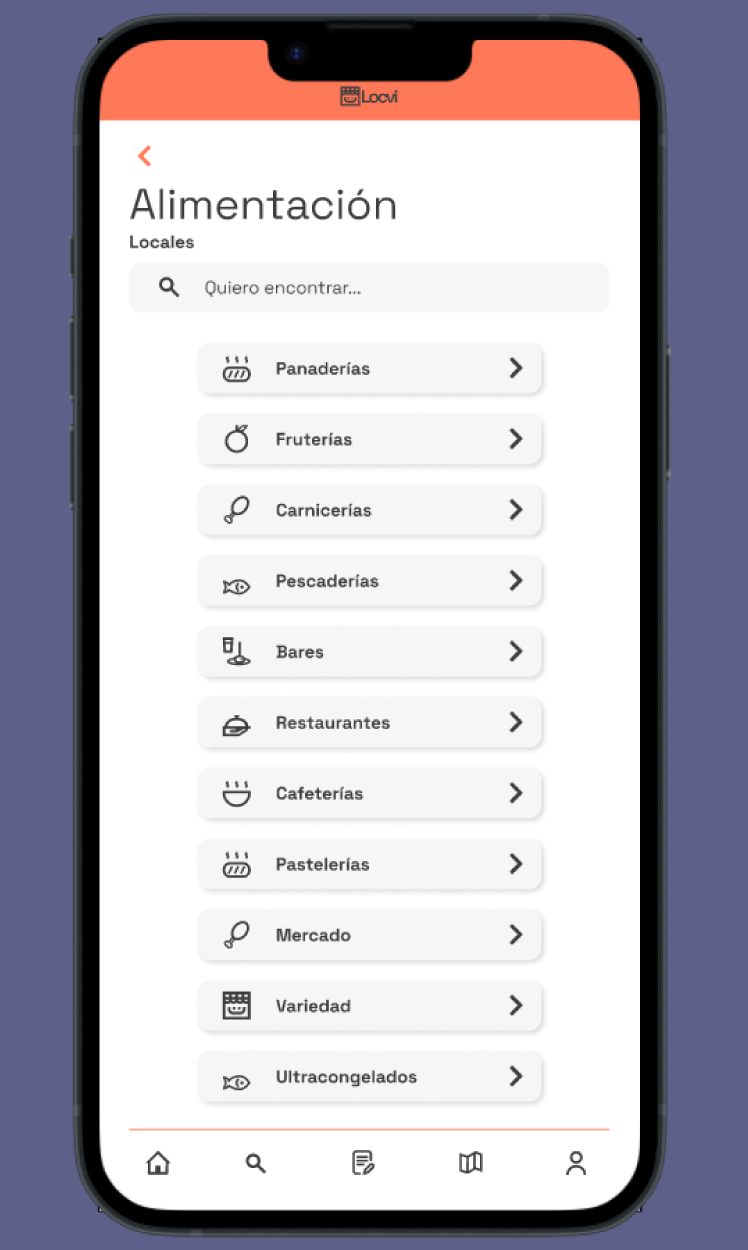 Locvi
Alimentación
Locales
Quiero encontrar...
Panaderías
Fruterías
Carnicerías
Pescaderías
Bares
Restaurantes
Cafeterías
Pastelerías
Mercado
Variedad
Ultracongelados